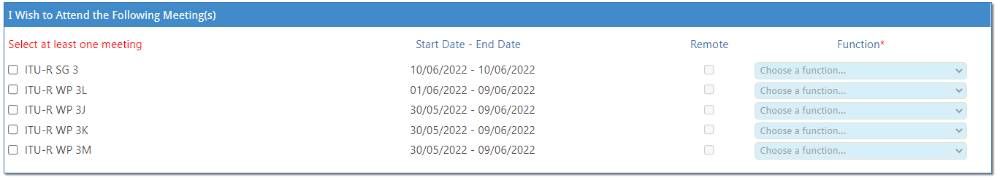 I Wish to Attend the Following Meeting(s)
Select at least one meeting Start Date - End Date Remote Function*
ITU-R SG 3 10/06/2022 - 10/06/2022 Choose a function...
ITU-R WP 3L 01/06/2022 - 09/06/2022 Choose a function...
ITU-R WP 3J 30/05/2022 - 09/06/2022 Choose a function...
ITU-R WP 3K 30/05/2022 - 09/06/2022 Choose a function...
ITU-R WP 3M 30/05/2022 - 09/06/2022 Choose a function...